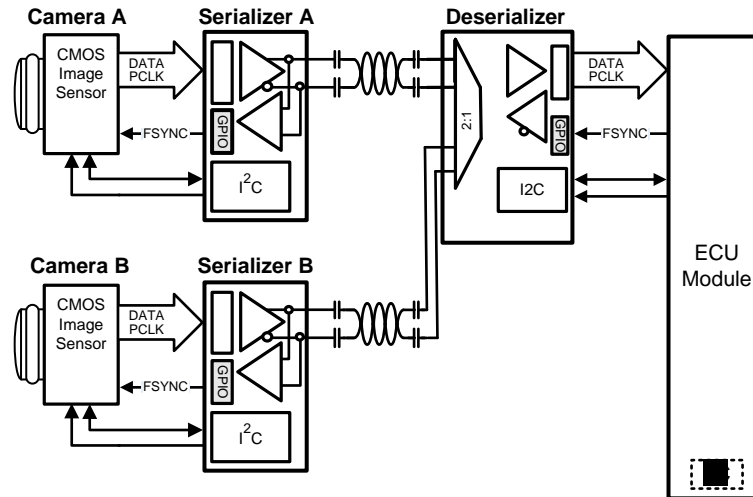 Camera A
Serializer A
Deserializer
CMOS
Image
Sensor
DATA
PCLK
FSYNC
GPIO
I2C
2:1
DATA
PCLK
GPIO
FSYNC
I2C
ECU
Module
Camera B
Serializer B
CMOS
Image
Sensor
DATA
PCLK
FSYNC
GPIO
I2C